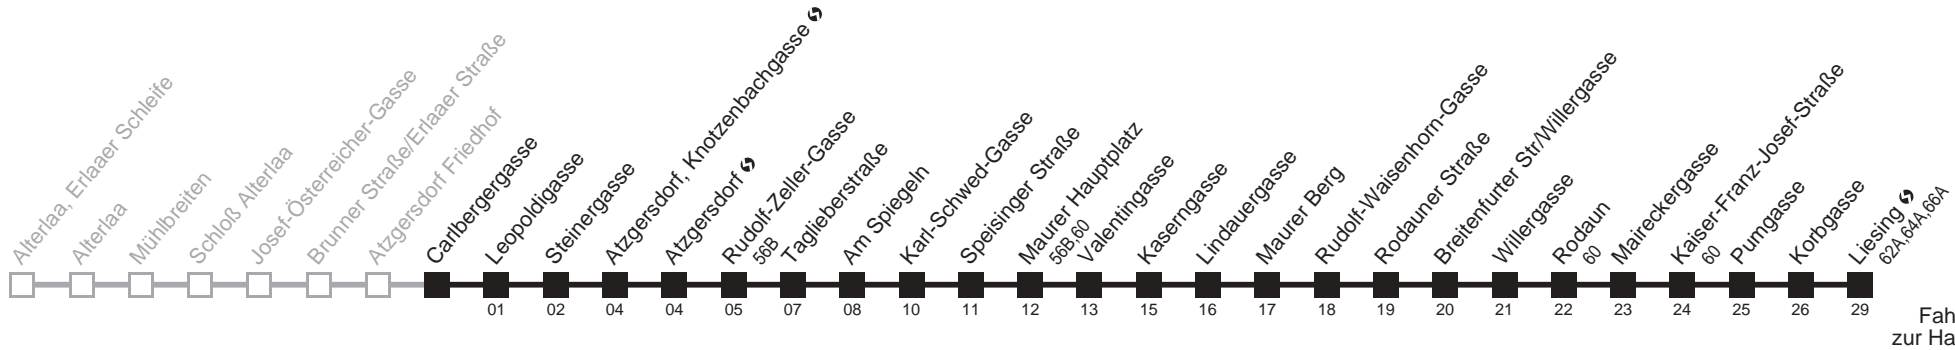 Alterlaa, Erlaaer Schleife
Alterlaa
Mühlbreiten
Schloß Alterlaa
Josef-Österreicher-Gasse
Brunner Straße/Erlaaer Straße
Atzgersdorf Friedhof
Carlbergergasse
Leopoldigasse
01
Steinergasse
02
Atzgersdorf, Knotzenbachgasse
04
Atzgersdorf
04
Rudolf-Zeller-Gasse
56B
05
Taglieberstraße
07
Am Spiegeln
08
Karl-Schwed-Gasse
10
Speisinger Straße
11
Maurer Hauptplatz
56B,60
12
Valentingasse
13
Kaserngasse
15
Lindauergasse
16
Maurer Berg
17
Rudolf-Waisenhorn-Gasse
18
Rodauner Straße
19
Breitenfurter Str/Willergasse
20
Willergasse
21
Rodaun
60
22
Maireckergasse
23
Kaiser-Franz-Josef-Straße
60
24
Pumgasse
25
Korbgasse
26
Liesing
62A,64A,66A
29
Fah
zur Ha